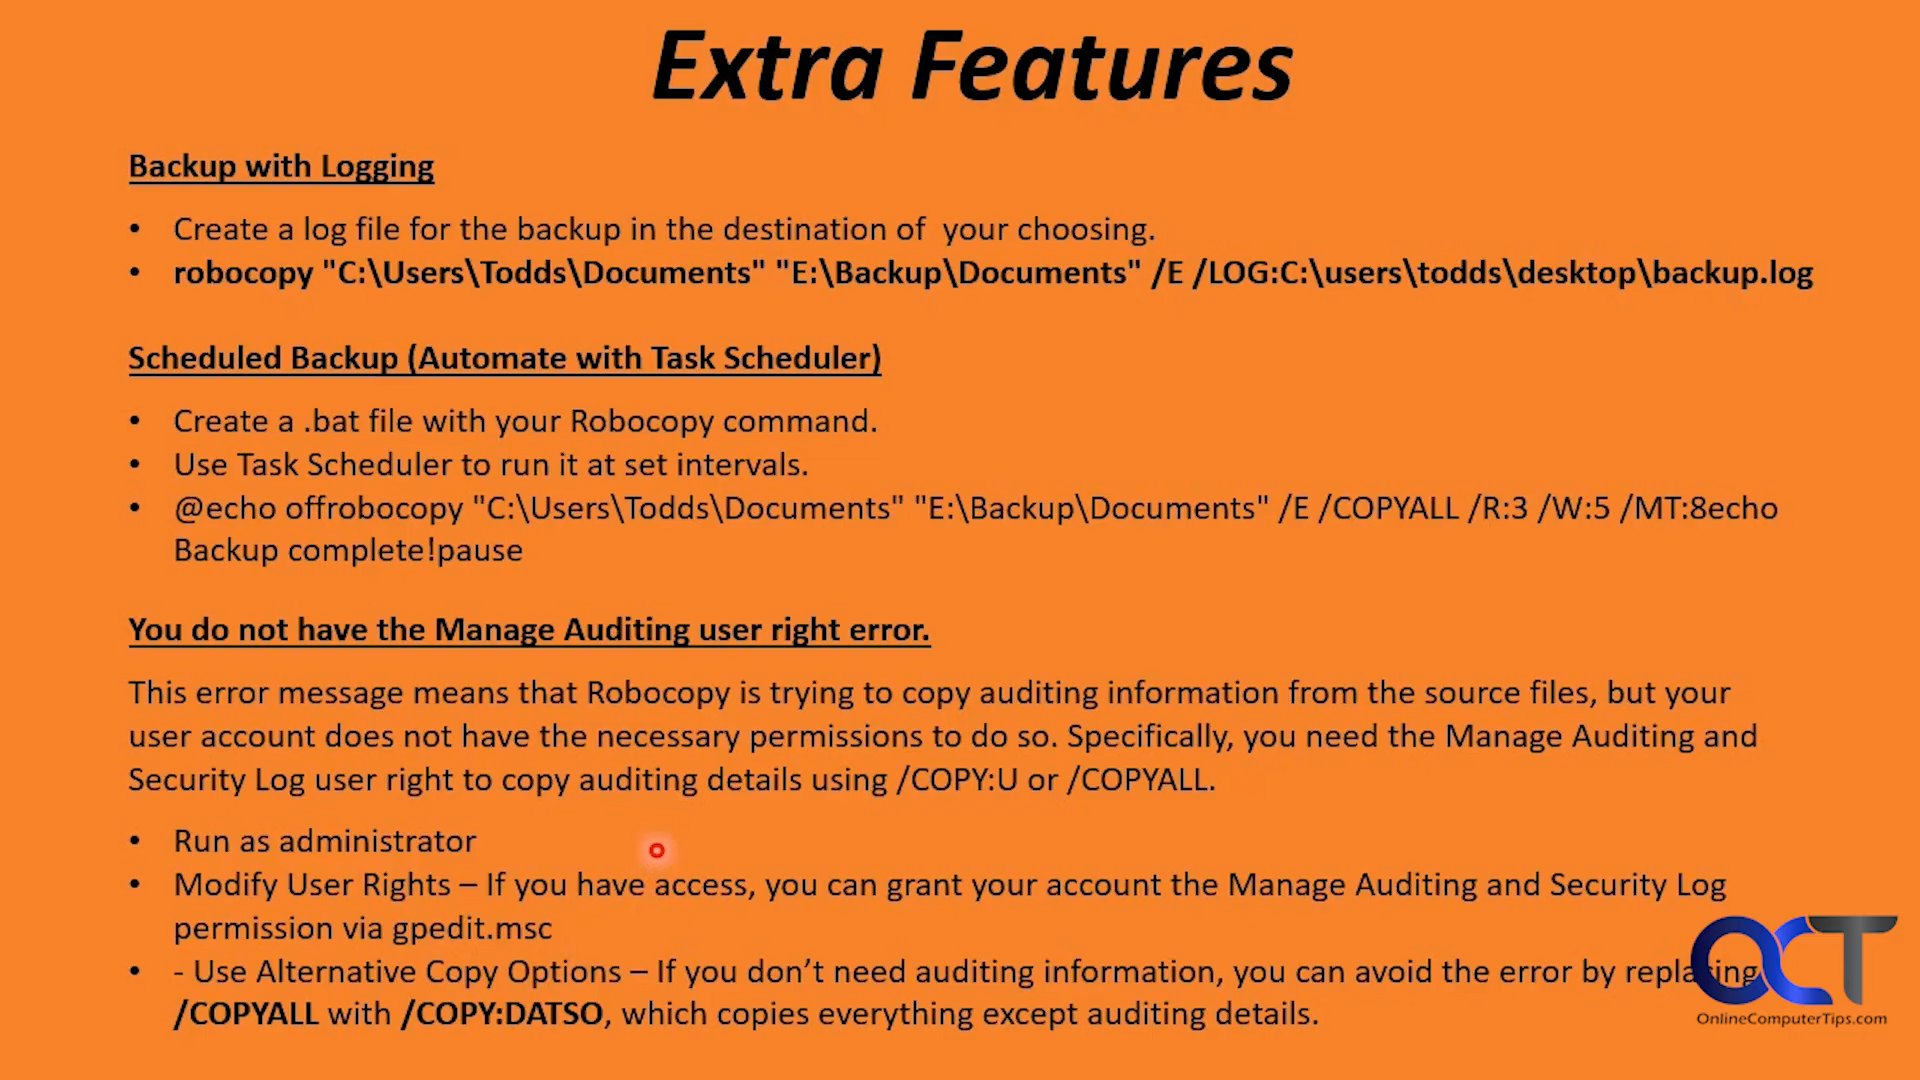 Extra Features
Backup with Logging
• Create a log file for the backup in the destination of  your choosing.
• robocopy "C:\Users\Todds\Documents" "E:\Backup\Documents" /E /LOG:C:\users\todds\desktop\backup.log
Scheduled Backup (Automate with Task Scheduler)
• Create a .bat file with your Robocopy command.
• Use Task Scheduler to run it at set intervals.
• @echo offrobocopy "C:\Users\Todds\Documents" "E:\Backup\Documents" /E /COPYALL /R:3 /W:5 /MT:8echo
Backup complete!pause
You do not have the Manage Auditing user right error.
This error message means that Robocopy is trying to copy auditing information from the source files, but your
user account does not have the necessary permissions to do so. Specifically, you need the Manage Auditing and
Security Log user right to copy auditing details using /COPY:U or /COPYALL.
• Run as administrator
• Modify User Rights – If you have access, you can grant your account the Manage Auditing and Security Log
permission via gpedit.msc
• - Use Alternative Copy Options – If you don’t need auditing information, you can avoid the error by replacing
/COPYALL with /COPY:DATSO, which copies everything except auditing details.
OCT
OnlineComputerTips.com